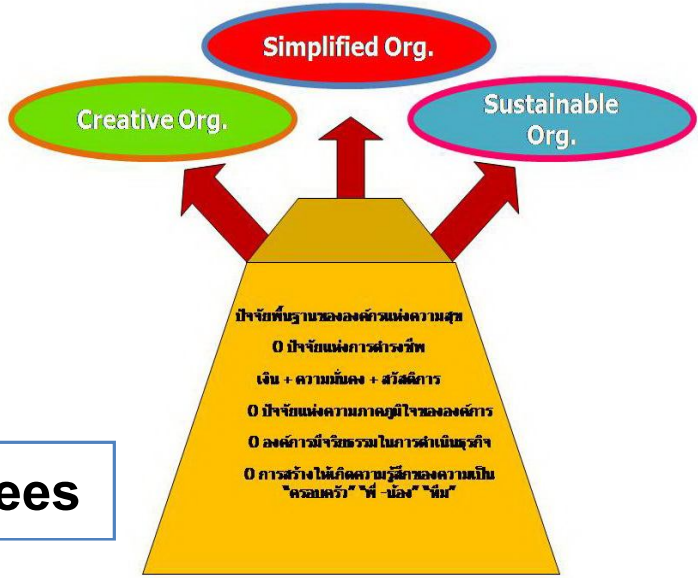 Simplified Org.
Creative Org.
Sustainable
Org.
ปัจจัยพื้นฐานขององค์กรแห่งความสุข
0 ปัจจัยแห่งการดำรงชีพ
เงิน + ความมั่นคง + สวัสดิการ
0 ปัจจัยแห่งความภาคภูมิใจขององค์การ
0 องค์การมีจริยธรรมในการดำเนินธุรกิจ
0 การสร้างให้เกิดความรู้สึกของความเป็น
"ครอบครัว" "พี่ -น้อง" "ทีม"
ees